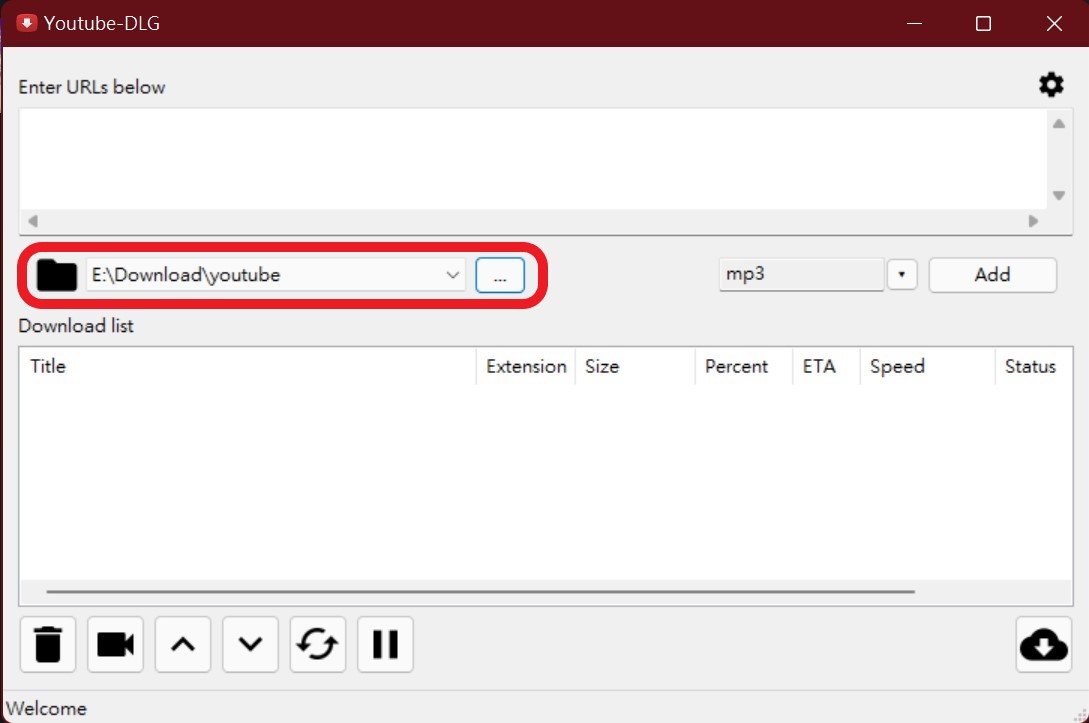 Youtube-DLG
Enter URLs below
E:\Download\youtube ... mp3 Add
Download list
Title Extension Size Percent ETA Speed Status
Welcome